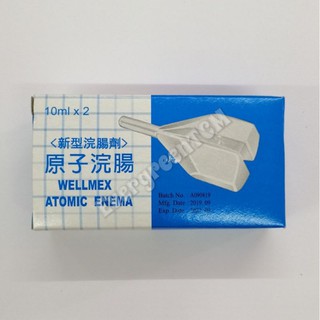 10ml x 2
〈新型浣腸劑〉
原子浣腸
WELLMEX
ATOMIC ENEMA
EvergreenTCM
Batch No
Mfg. Date
Exp. Date